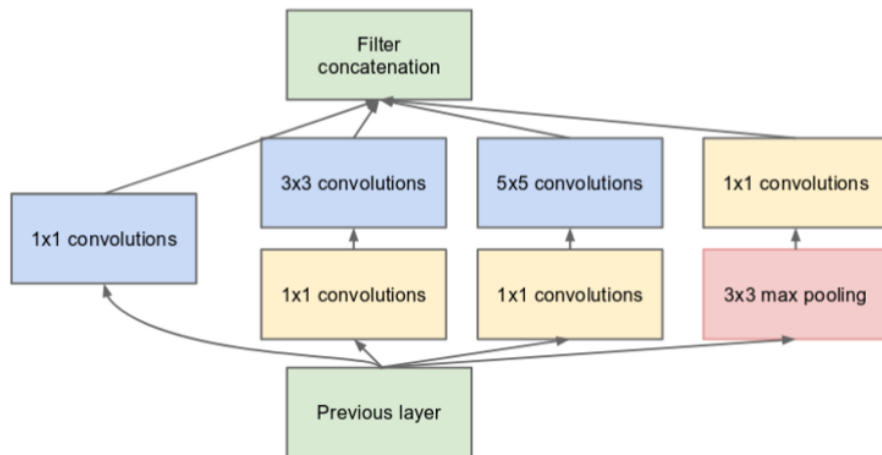 Filter
concatenation
3x3 convolutions
5x5 convolutions
1x1 convolutions
1x1 convolutions
1x1 convolutions
1x1 convolutions
3x3 max pooling
Previous layer